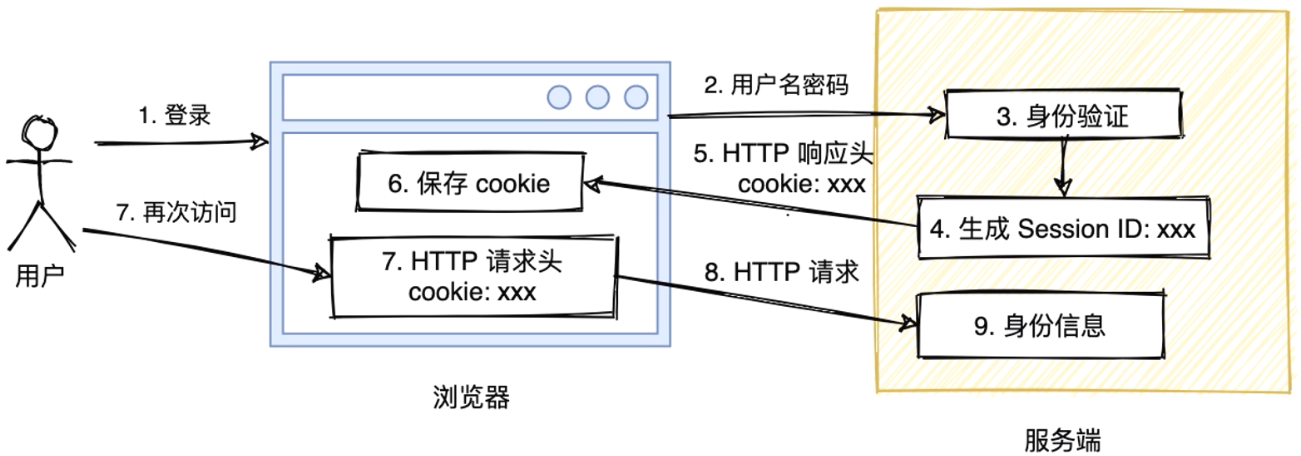 1. 登录
2. 用户名密码
3. 身份验证
4. 生成 Session ID: xxx
5. HTTP 响应头
cookie: xxx
6. 保存 cookie
7. 再次访问
7. HTTP 请求头
cookie: xxx
8. HTTP 请求
9. 身份信息
用户
浏览器
服务端